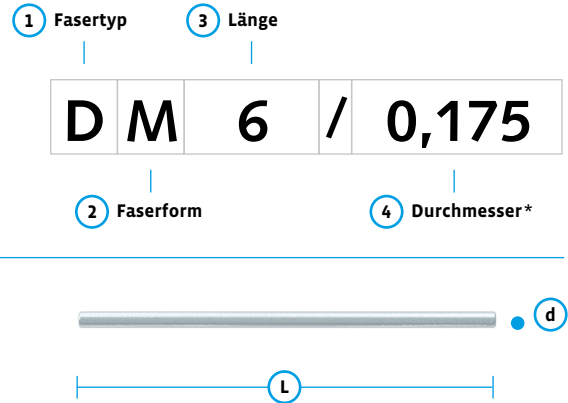 1 Fasertyp 3 Länge
D M 6 / 0,175
2 Faserform 4 Durchmesser*
d
L